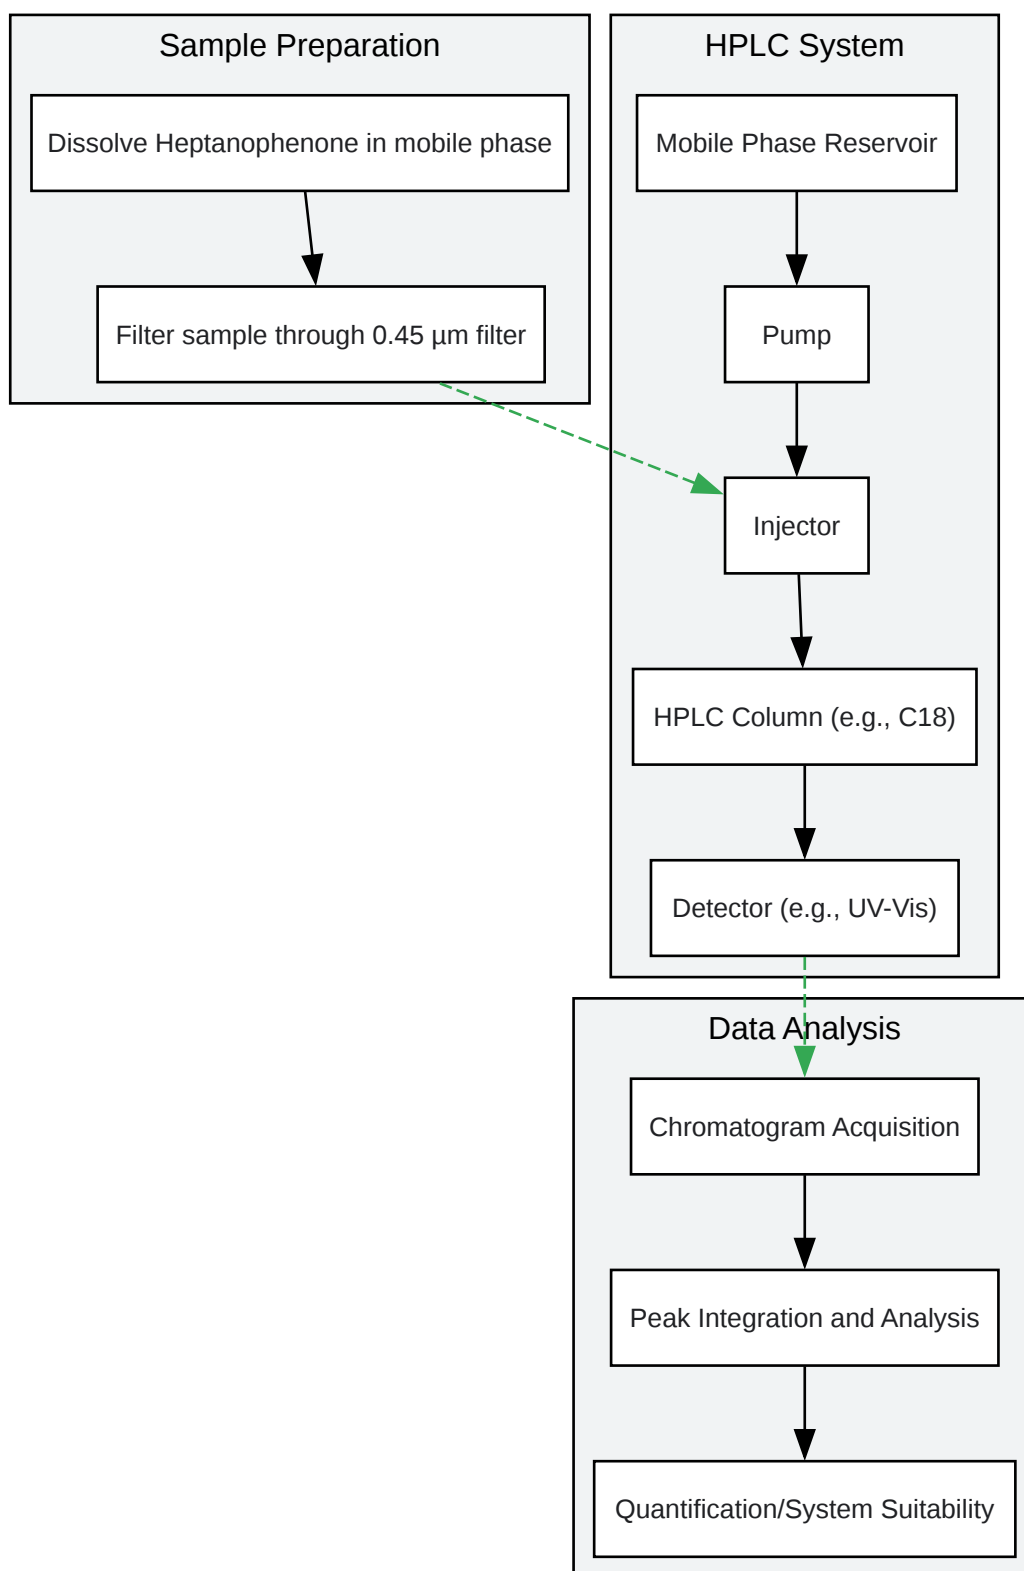 Sample Preparation
Dissolve Heptanophenone in mobile phase
Filter sample through 0.45 µm filter
HPLC System
Mobile Phase Reservoir
Pump
Injector
HPLC Column (e.g., C18)
Detector (e.g., UV-Vis)
Data Analysis
Chromatogram Acquisition
Peak Integration and Analysis
Quantification/System Suitability